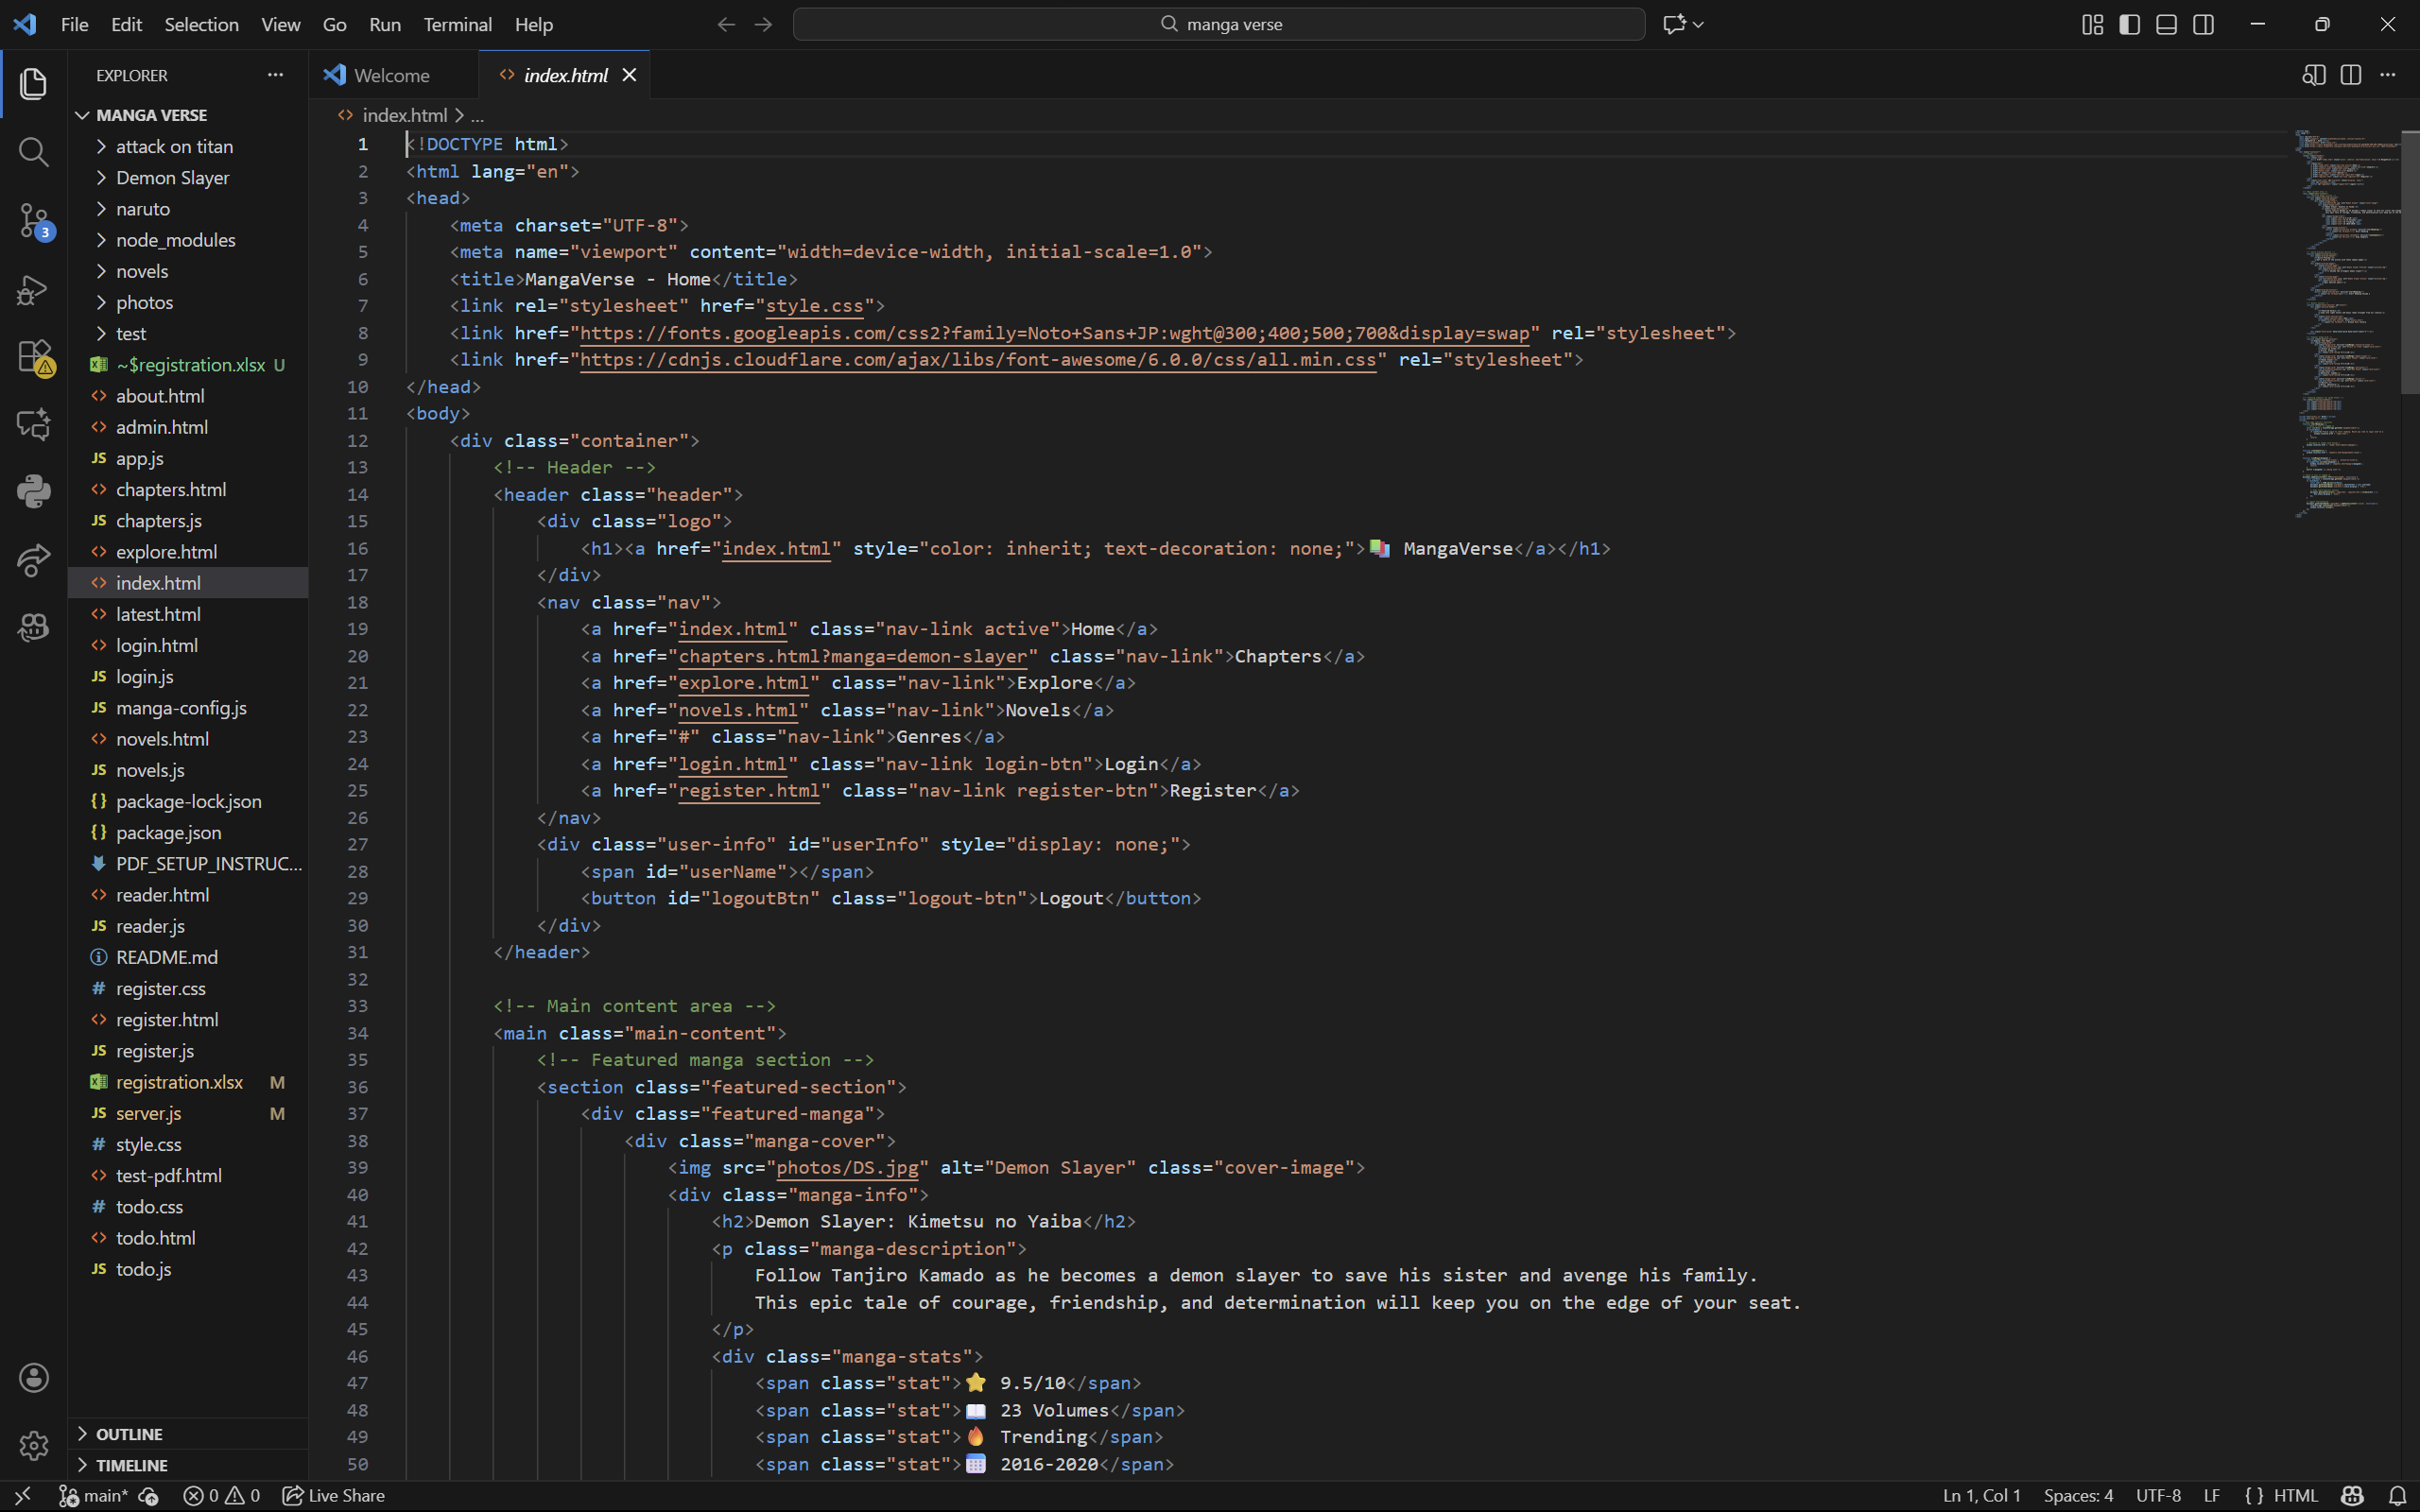 File Edit Selection View Go Run Terminal Help
manga verse
EXPLORER
MANGA VERSE
attack on titan
Demon Slayer
naruto
node_modules
novels
photos
test
~$registration.xlsx U
about.html
admin.html
JS app.js
chapters.html
JS chapters.js
explore.html
index.html
latest.html
login.html
JS login.js
JS manga-config.js
novels.html
JS novels.js
{} package-lock.json
{} package.json
PDF_SETUP_INSTRUC...
reader.html
JS reader.js
README.md
# register.css
register.html
JS register.js
registration.xlsx M
JS server.js M
# style.css
test-pdf.html
# todo.css
todo.html
JS todo.js
OUTLINE
TIMELINE
3
Welcome
<> index.html
<> index.html > ...
1 <!DOCTYPE html>
2 <html lang="en">
3 <head>
4 <meta charset="UTF-8">
5 <meta name="viewport" content="width=device-width, initial-scale=1.0">
6 <title>MangaVerse - Home</title>
7 <link rel="stylesheet" href="style.css">
8 <link href="https://fonts.googleapis.com/css2?family=Noto+Sans+JP:wght@300;400;500;700&display=swap" rel="stylesheet">
9 <link href="https://cdnjs.cloudflare.com/ajax/libs/font-awesome/6.0.0/css/all.min.css" rel="stylesheet">
10 </head>
11 <body>
12 <div class="container">
13 <!-- Header -->
14 <header class="header">
15 <div class="logo">
16 <h1><a href="index.html" style="color: inherit; text-decoration: none;">📚 MangaVerse</a></h1>
17 </div>
18 <nav class="nav">
19 <a href="index.html" class="nav-link active">Home</a>
20 <a href="chapters.html?manga=demon-slayer" class="nav-link">Chapters</a>
21 <a href="explore.html" class="nav-link">Explore</a>
22 <a href="novels.html" class="nav-link">Novels</a>
23 <a href="#" class="nav-link">Genres</a>
24 <a href="login.html" class="nav-link login-btn">Login</a>
25 <a href="register.html" class="nav-link register-btn">Register</a>
26 </nav>
27 <div class="user-info" id="userInfo" style="display: none;">
28 <span id="userName"></span>
29 <button id="logoutBtn" class="logout-btn">Logout</button>
30 </div>
31 </header>
32
33 <!-- Main content area -->
34 <main class="main-content">
35 <!-- Featured manga section -->
36 <section class="featured-section">
37 <div class="featured-manga">
38 <div class="manga-cover">
39 <img src="photos/DS.jpg" alt="Demon Slayer" class="cover-image">
40 <div class="manga-info">
41 <h2>Demon Slayer: Kimetsu no Yaiba</h2>
42 <p class="manga-description">
43 Follow Tanjiro Kamado as he becomes a demon slayer to save his sister and avenge his family.
44 This epic tale of courage, friendship, and determination will keep you on the edge of your seat.
45 </p>
46 <div class="manga-stats">
47 <span class="stat">⭐ 9.5/10</span>
48 <span class="stat">📖 23 Volumes</span>
49 <span class="stat">🔥 Trending</span>
50 <span class="stat">📅 2016-2020</span>
main* 0 0 Live Share
Ln 1, Col 1 Spaces: 4 UTF-8 LF {} HTML